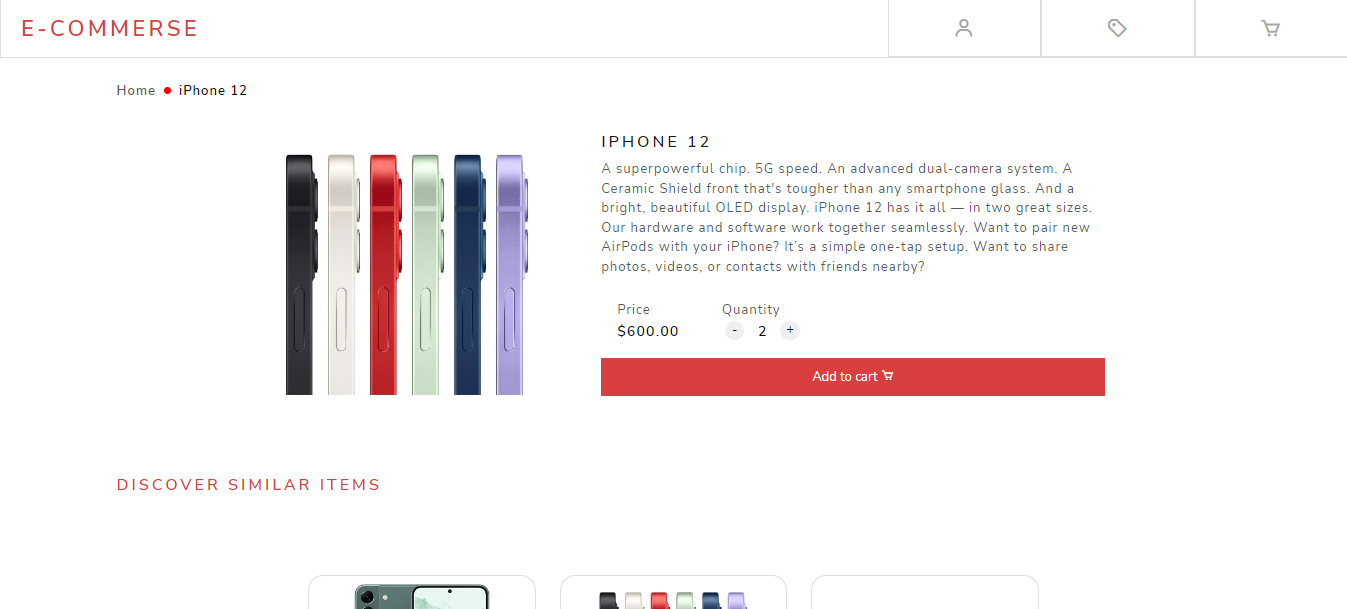 E-COMMERSE
Home iPhone 12
IPHONE 12
A superpowerful chip. 5G speed. An advanced dual-camera system. A
Ceramic Shield front that's tougher than any smartphone glass. And a
bright, beautiful OLED display. iPhone 12 has it all — in two great sizes.
Our hardware and software work together seamlessly. Want to pair new
AirPods with your iPhone? It’s a simple one-tap setup. Want to share
photos, videos, or contacts with friends nearby?
Price Quantity
$600.00 - 2 +
Add to cart
DISCOVER SIMILAR ITEMS